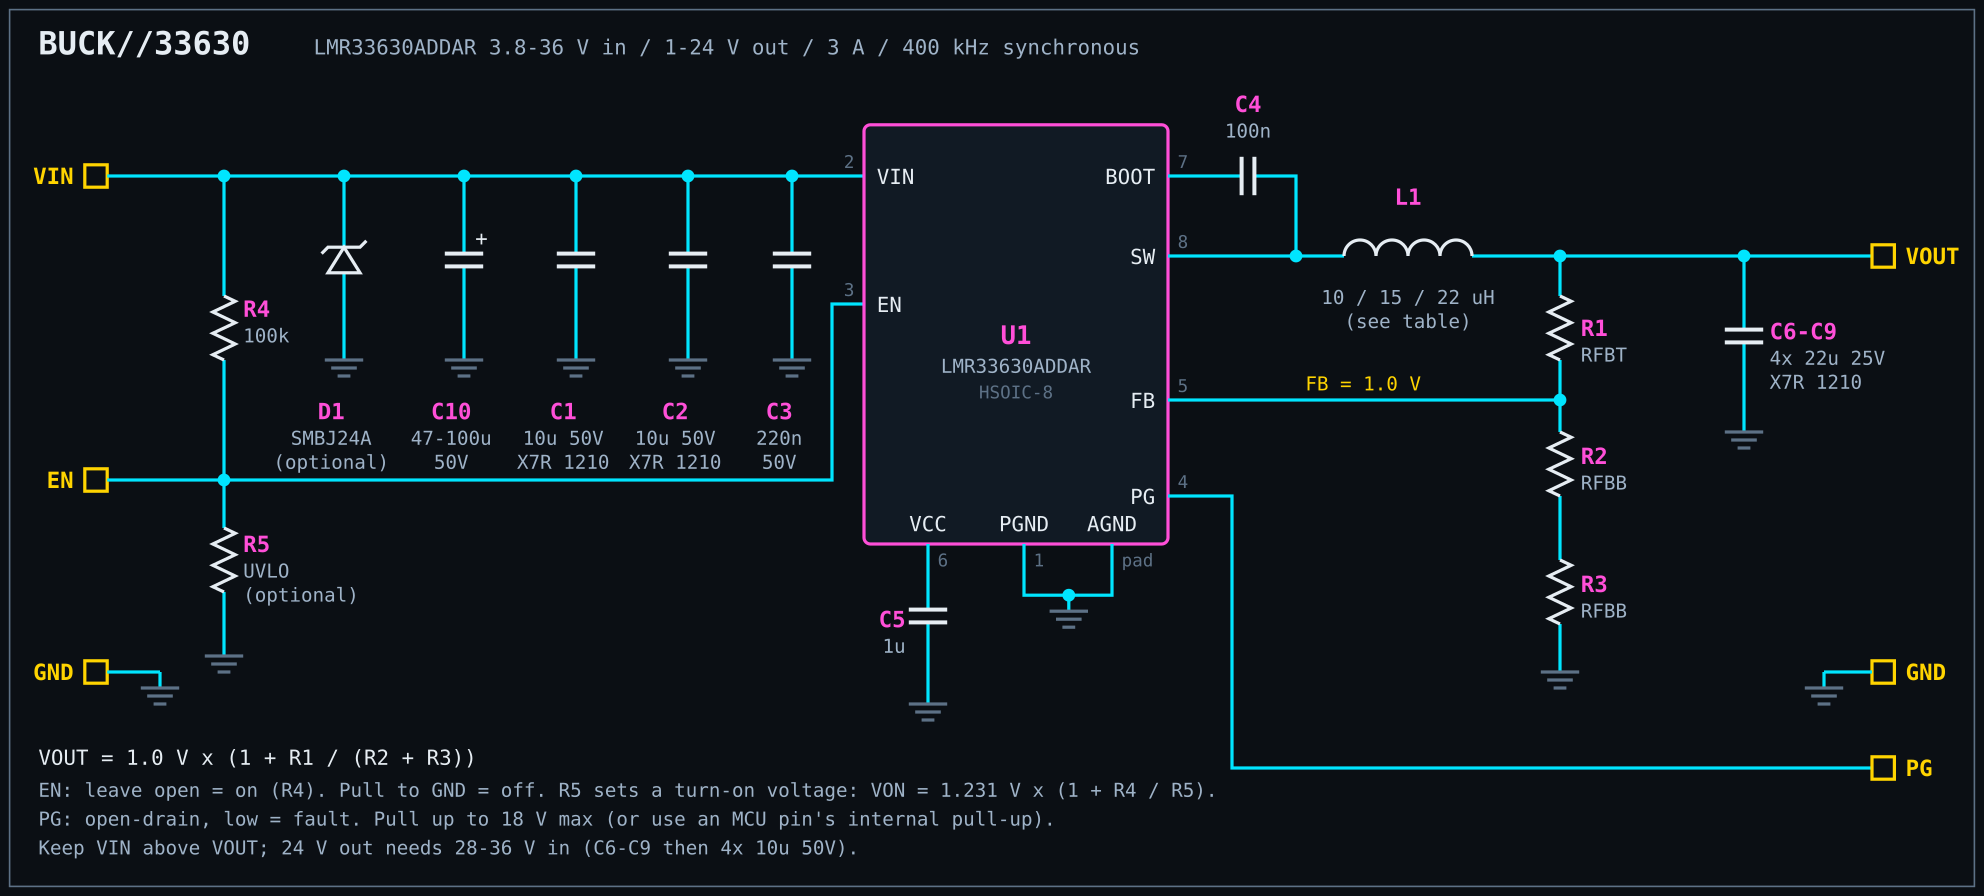 BUCK//33630
LMR33630ADDAR 3.8-36 V in / 1-24 V out / 3 A / 400 kHz synchronous
C4
100n
VIN
2
VIN
BOOT
7
L1
SW
8
VOUT
3
EN
+
R4
100k
U1
LMR33630ADDAR
HSOIC-8
10 / 15 / 22 uH
(see table)
R1
RFBT
C6-C9
4x 22u 25V
X7R 1210
FB
5
FB = 1.0 V
D1
SMBJ24A
(optional)
C10
47-100u
50V
C1
10u 50V
X7R 1210
C2
10u 50V
X7R 1210
C3
220n
50V
R2
RFBB
EN
PG
4
VCC
PGND
AGND
6
1
pad
R5
UVLO
(optional)
R3
RFBB
C5
1u
GND
GND
PG
VOUT = 1.0 V x (1 + R1 / (R2 + R3))
EN: leave open = on (R4). Pull to GND = off. R5 sets a turn-on voltage: VON = 1.231 V x (1 + R4 / R5).
PG: open-drain, low = fault. Pull up to 18 V max (or use an MCU pin's internal pull-up).
Keep VIN above VOUT; 24 V out needs 28-36 V in (C6-C9 then 4x 10u 50V).